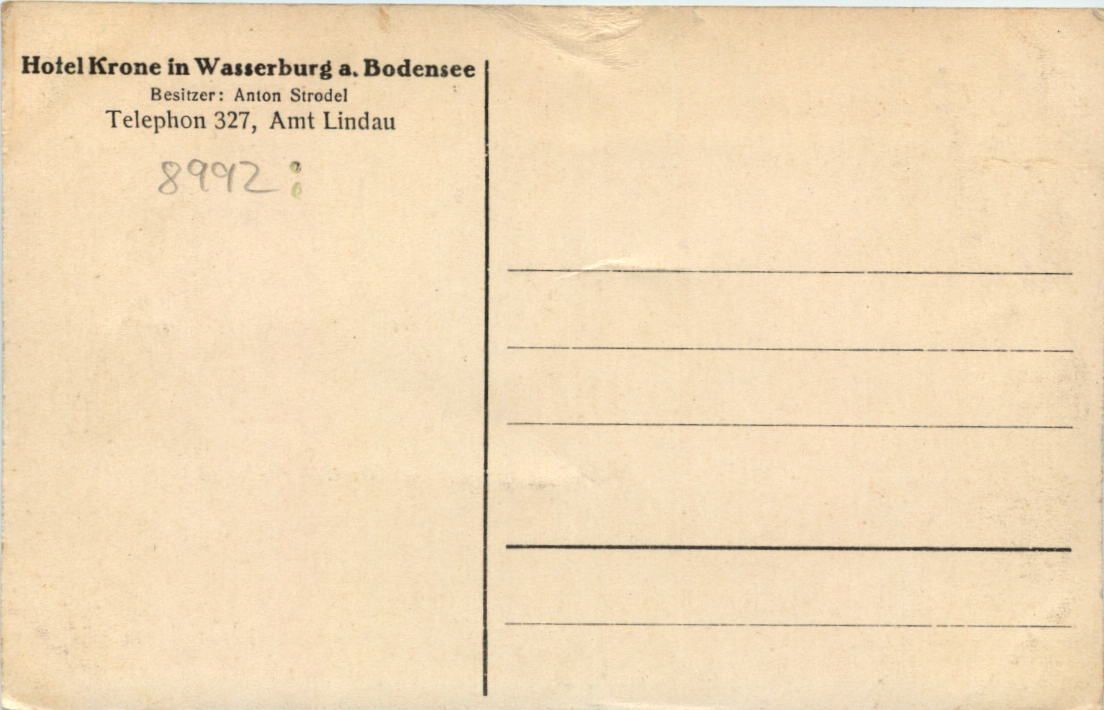 Hotel Krone in Wasserburg a. Bodensee
Besitzer: Anton Strodel
Telephon 327, Amt Lindau
8992